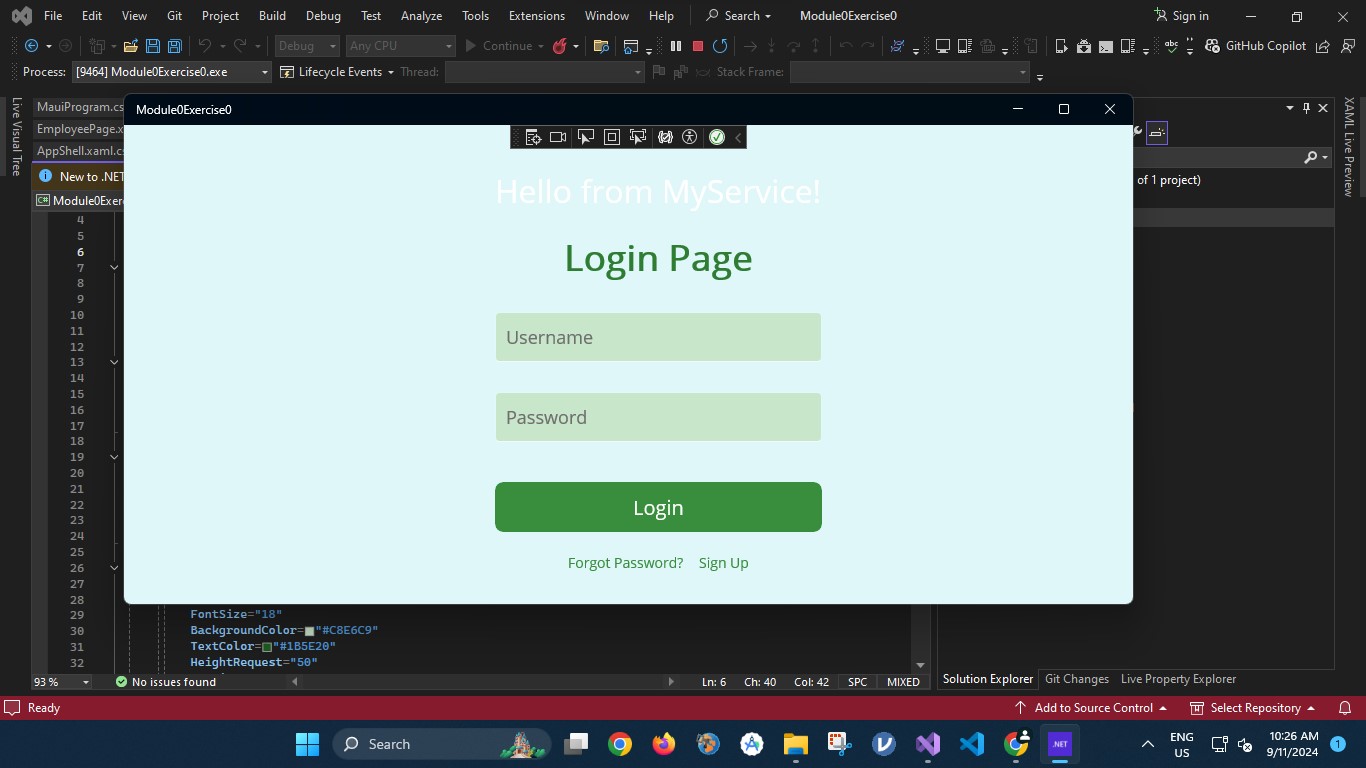 File Edit View Git Project Build Debug Test Analyze Tools Extensions Window Help Search Module0Exercise0 Sign in
Debug Any CPU Continue abc GitHub Copilot
Process: [9464] Module0Exercise0.exe Lifecycle Events Thread: Stack Frame:
Live Visual Tree
MauiProgram.cs
EmployeePage.x
AppShell.xaml.cs
New to .NET
C# Module0Exer
Module0Exercise0
Hello from MyService!
Login Page
Username
Password
Login
Forgot Password? Sign Up
of 1 project)
XAML Live Preview
4
5
6
7
8
9
10
11
12
13
14
15
16
17
18
19
20
21
22
23
24
25
26
27
28
29 FontSize="18"
30 BackgroundColor="#C8E6C9"
31 TextColor="#1B5E20"
32 HeightRequest="50"
93 % No issues found Ln: 6 Ch: 40 Col: 42 SPC MIXED
Solution Explorer Git Changes Live Property Explorer
Ready Add to Source Control Select Repository
Search .NET ENG 10:26 AM
US 9/11/2024 1